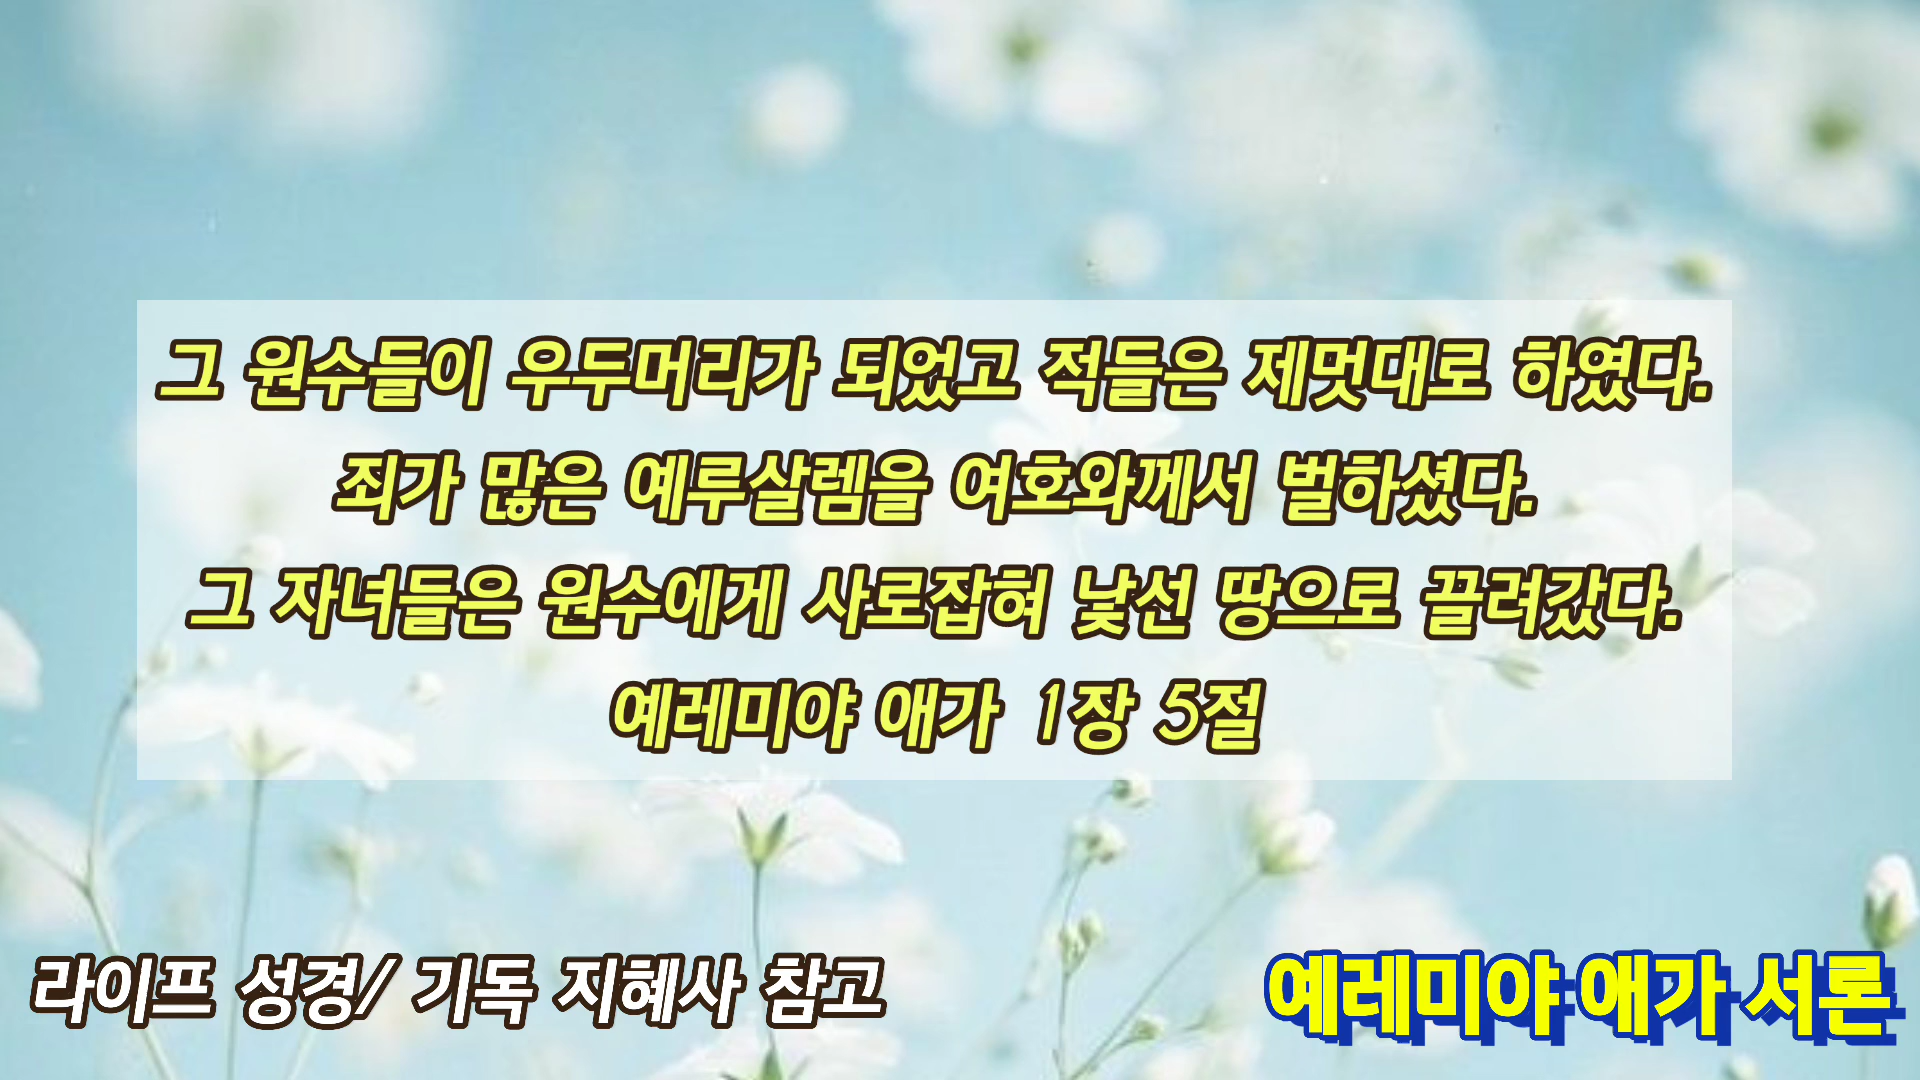 그 원수들이 우두머리가 되었고 적들은 제멋대로 하였다.
죄가 많은 예루살렘을 여호와께서 벌하셨다.
그 자녀들은 원수에게 사로잡혀 낯선 땅으로 끌려갔다.
예레미야 애가 1장 5절
라이프 성경/ 기독 지혜사 참고
예레미야 애가 서론